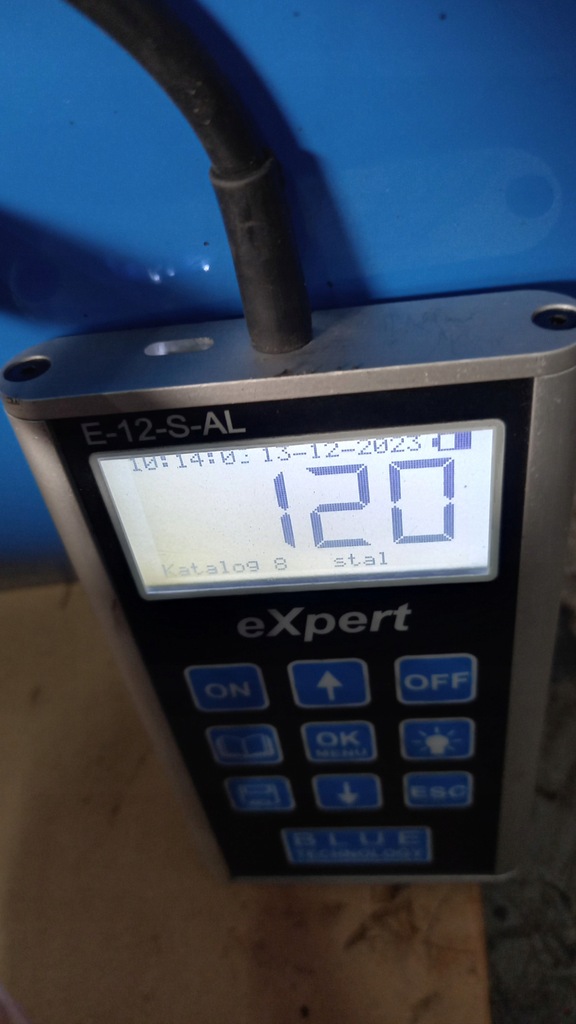 E-12-S-AL
10:14:0 13-12-2023
120
Katalog 8 stal
eXpert
ON OFF
OK
MENU
ESC
BLUE
TECHNOLOGY